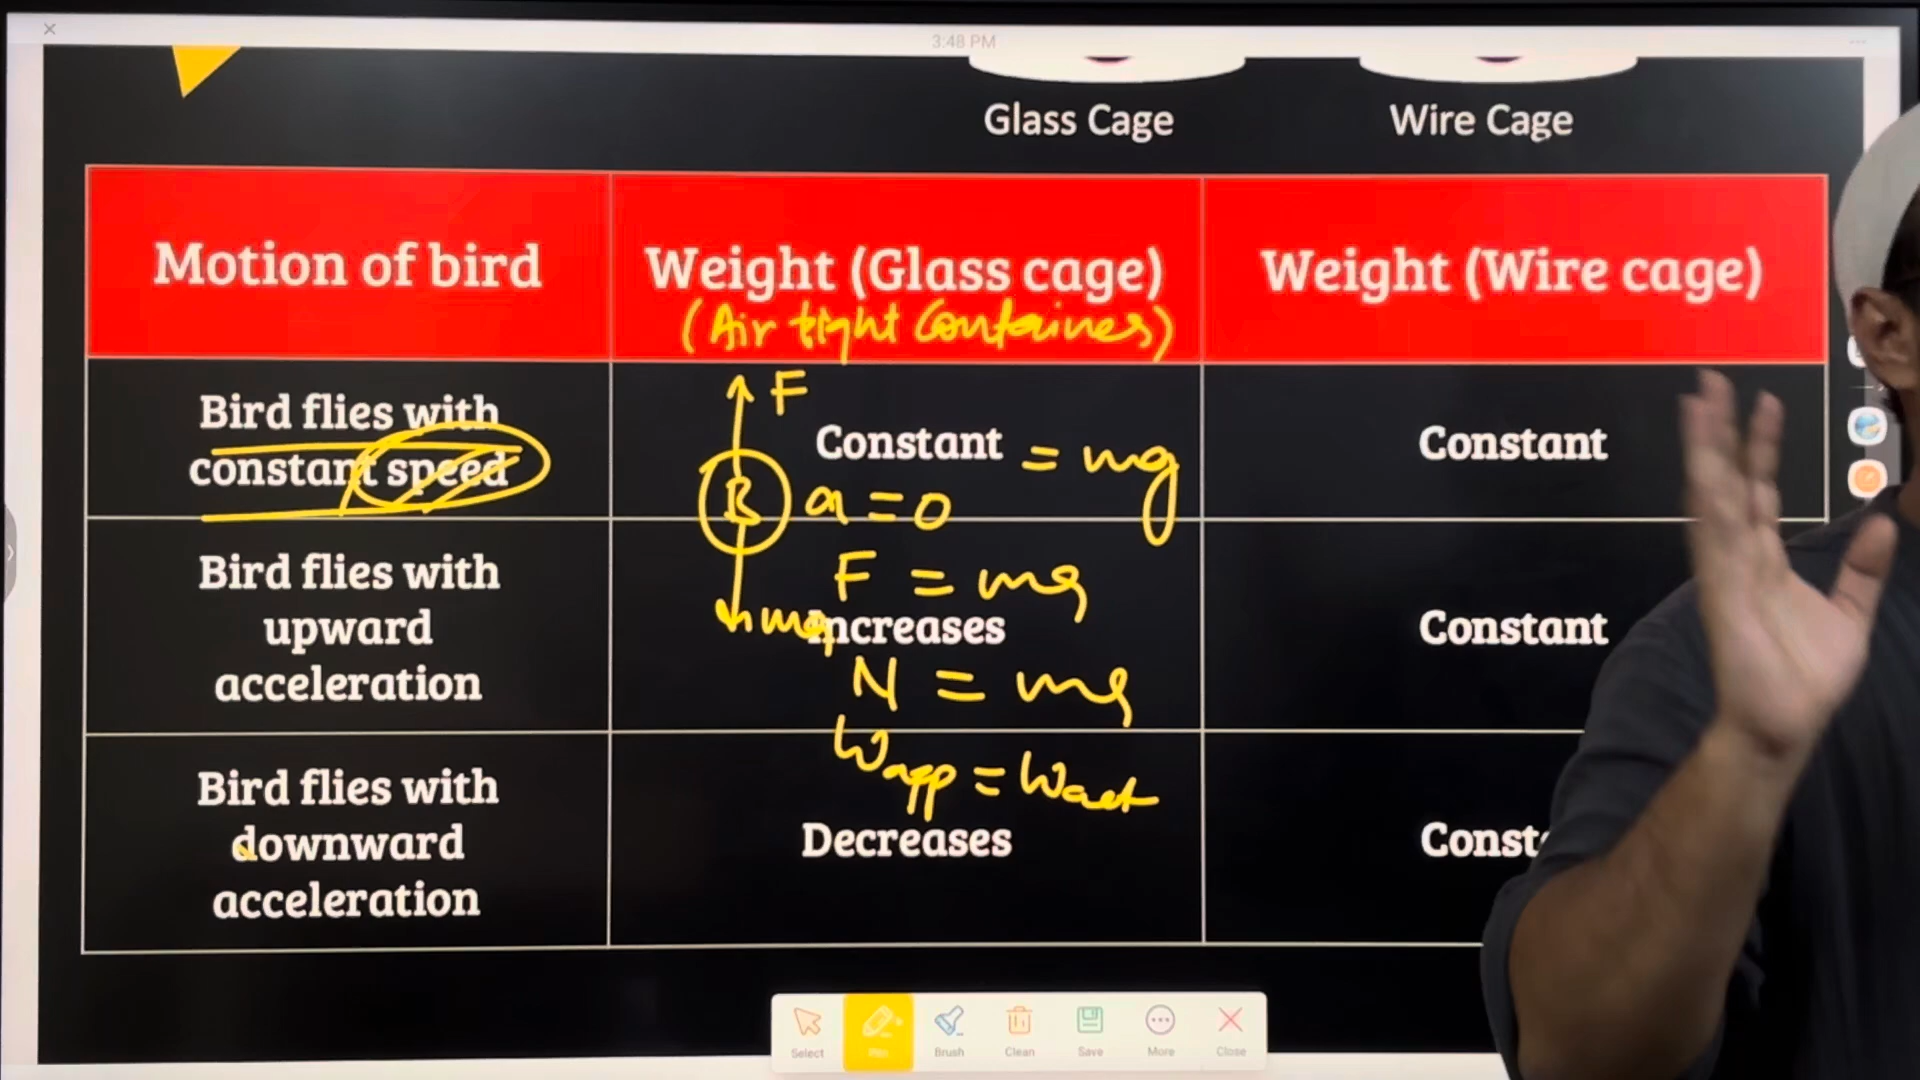 3:48 PM
Glass Cage
Wire Cage
Motion of bird
Weight (Glass cage)
(Air tight Container)
Weight (Wire cage)
Bird flies with
constant speed
F
Constant = mg
B a = 0
F = mg
mg
N = mg
Wapp = Wact
Constant
Bird flies with
upward
acceleration
Increases
Constant
Bird flies with
downward
acceleration
Decreases
Const
Select
Pen
Brush
Clean
Save
More
Close